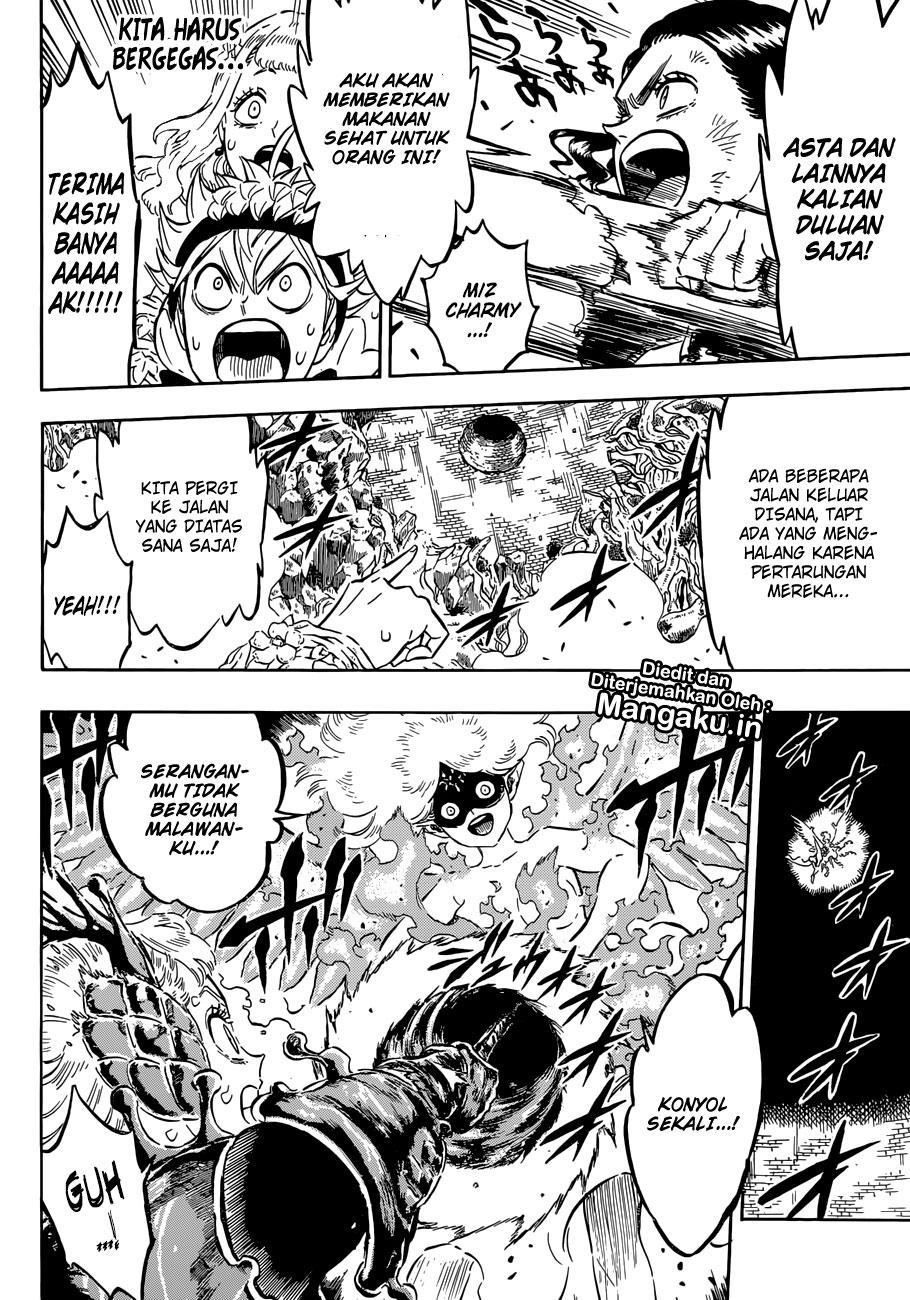 ASTA DAN
LAINNYA
KALIAN
DULUAN
SAJA!
AKU AKAN
MEMBERIKAN
MAKANAN
SEHAT UNTUK
ORANG INI!
MIZ
CHARMY
...!
KITA HARUS
BERGEGAS...
TERIMA
KASIH
BANYA
AAAAA
AK!!!!!
ADA BEBERAPA
JALAN KELUAR
DISANA, TAPI
ADA YANG MENG-
HALANG KARENA
PERTARUNGAN
MEREKA...
KITA PERGI
KE JALAN
YANG DIATAS
SANA SAJA!
YEAH!!!
Diedit dan
Diterjemahkan Oleh :
Mangaku.in
SERANGAN-
MU TIDAK
BERGUNA
MALAWAN-
KU...!
KONYOL
SEKALI...!
GUH